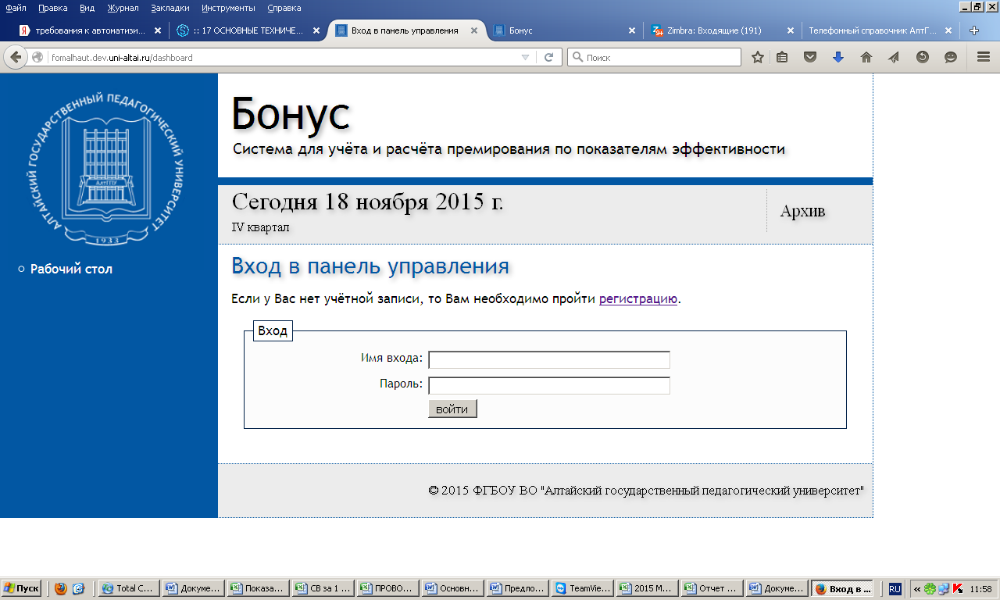 Файл Правка Вид Журнал Закладки Инструменты Справка
требования к автоматизи... :: 17 ОСНОВНЫЕ ТЕХНИЧЕ... Вход в панель управления Бонус Zimbra: Входящие (191) Телефонный справочник АлтГ...
fomalhaut.dev.uni-altai.ru/dashboard Поиск
АЛТАЙСКИЙ ГОСУДАРСТВЕННЫЙ ПЕДАГОГИЧЕСКИЙ УНИВЕРСИТЕТ
АлтГПУ
1933
Рабочий стол
Бонус
Система для учёта и расчёта премирования по показателям эффективности
Сегодня 18 ноября 2015 г.
IV квартал
Архив
Вход в панель управления
Если у Вас нет учётной записи, то Вам необходимо пройти регистрацию.
Вход
Имя входа:
Пароль:
войти
© 2015 ФГБОУ ВО "Алтайский государственный педагогический университет"
Пуск Total C... Докуме... Показа... СВ за 1 ... ПРОВО... Основн... Предло... TeamVie... 2015 М... Отчет ... Докуме... Вход в ... RU « 11:58